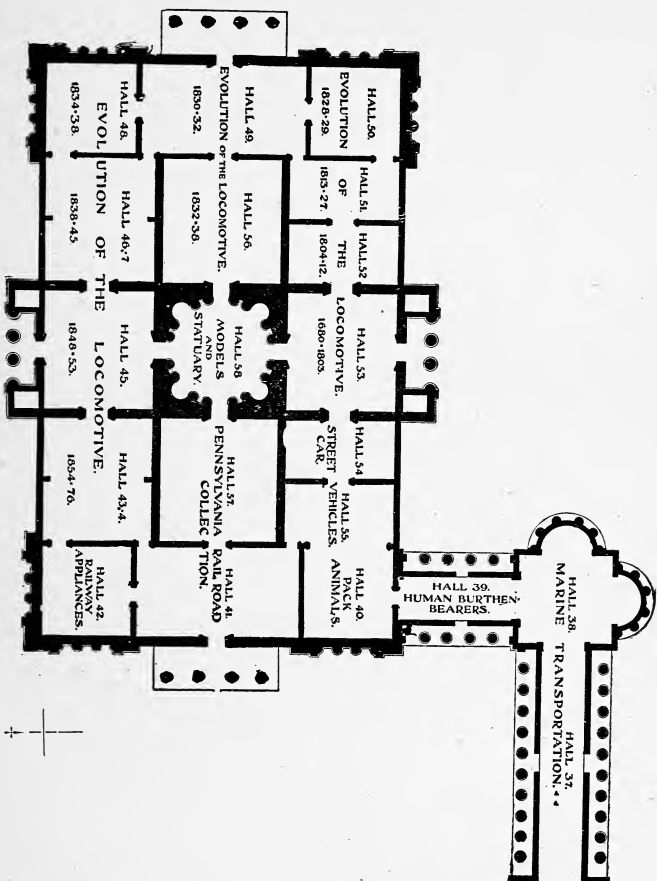 HALL 50.
EVOLUTION
1828-29.
HALL 49.
EVOLUTION OF THE LOCOMOTIVE.
1830-32.
HALL 48.
EVOLUTION OF THE LOCOMOTIVE.
1834-38.
HALL 51.
OF
1813-27.
HALL 52
THE
1804-12.
HALL 56.
1832-38.
HALL 46,-7
1838-45
HALL 53.
LOCOMOTIVE.
1680-1803.
HALL 58
MODELS
AND
STATUARY.
HALL 45.
1848-53.
HALL 54
STREET
CAR.
HALL 55.
VEHICLES.
HALL 57.
PENNSYLVANIA RAIL ROAD
COLLECTION.
HALL 43,-4.
1854-76.
HALL 40.
PACK
ANIMALS.
HALL 41
HALL 42.
RAILWAY
APPLIANCES.
HALL 39.
HUMAN BURTHEN-
BEARERS.
HALL 38.
MARINE TRANSPORTATION.
HALL 37.